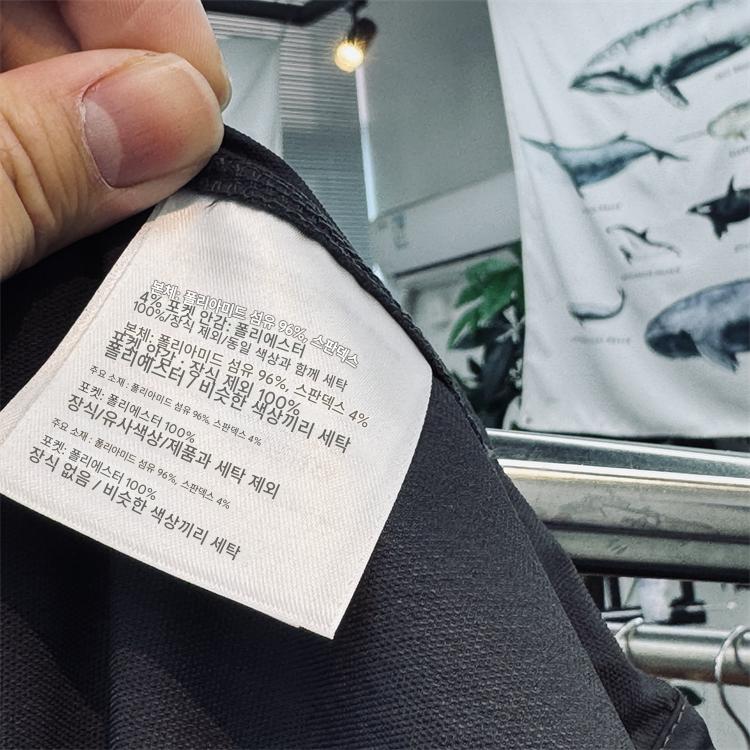 본체: 폴리아미드 섬유 96%, 스판덱스
4% 포켓 안감: 폴리에스터
100%/장식 제외/동일 색상과 함께 세탁
본체: 폴리아미드 섬유 96%, 스판덱스 4%
포켓 안감 : 장식 제외 100%
폴리에스터 / 비슷한 색상끼리 세탁
주요 소재 : 폴리아미드 섬유 96%, 스판덱스 4%
포켓: 폴리에스터 100%
장식/유사색상/제품과 세탁 제외
주요 소재 : 폴리아미드 섬유 96%, 스판덱스 4%
포켓: 폴리에스터 100%
장식 없음 / 비슷한 색상끼리 세탁